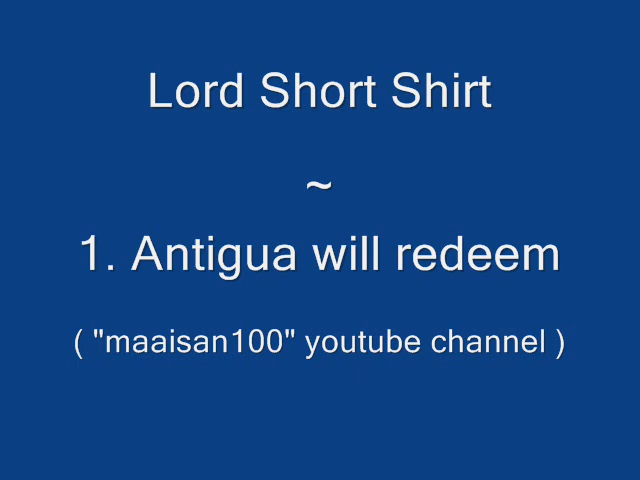 Lord Short Shirt
~
1. Antigua will redeem
( "maaisan100" youtube channel )